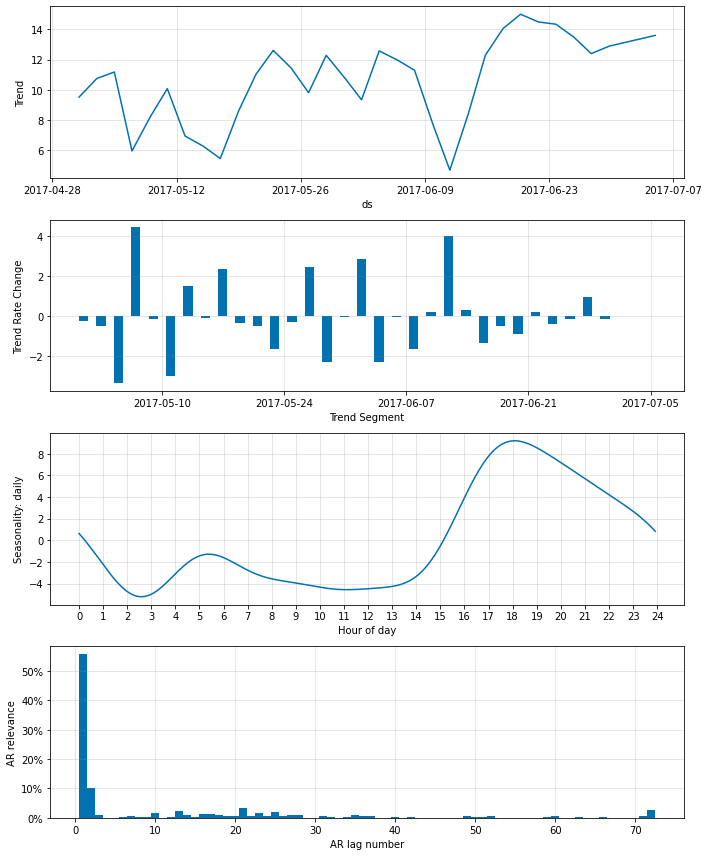 Trend
14
12
10
8
6
2017-04-28 2017-05-12 2017-05-26 2017-06-09 2017-06-23 2017-07-07
ds
Trend Rate Change
4
2
0
−2
2017-05-10 2017-05-24 2017-06-07 2017-06-21 2017-07-05
Trend Segment
Seasonality: daily
8
6
4
2
0
−2
−4
0 1 2 3 4 5 6 7 8 9 10 11 12 13 14 15 16 17 18 19 20 21 22 23 24
Hour of day
AR relevance
50%
40%
30%
20%
10%
0%
0 10 20 30 40 50 60 70
AR lag number